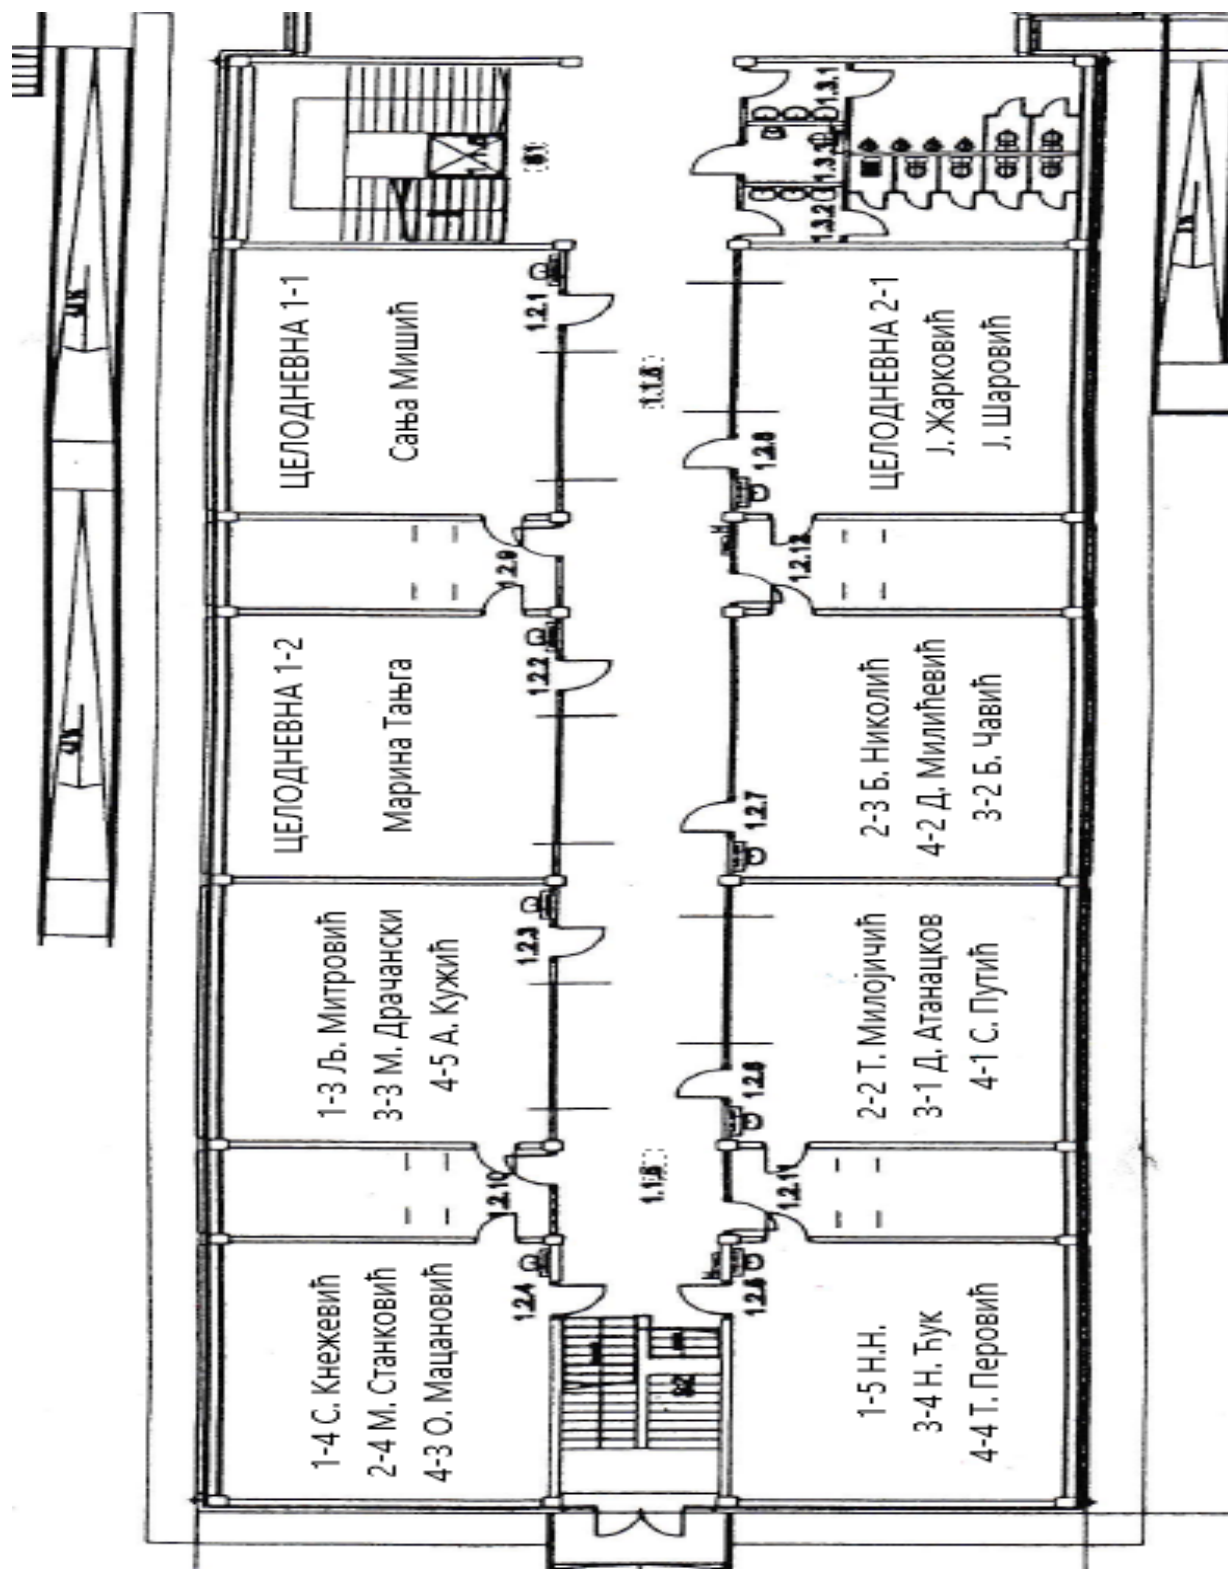 ЦЕЛОДНЕВНА 1-1
Сања Мишић
1.2.1
ЦЕЛОДНЕВНА 1-2
Марина Тањга
1.2.2
1-3 Љ. Митровић
3-3 М. Драчански
4-5 А. Кужић
1.2.3
1-4 С. Кнежевић
2-4 М. Станковић
4-3 О. Мацановић
1.2.4
1.2.9
1.2.10
1.1.5
1.1.6
1.3.1
1.3.2
ЦЕЛОДНЕВНА 2-1
Ј. Жарковић
Ј. Шаровић
1.2.8
1.2.12
2-3 Б. Николић
4-2 Д. Милићевић
3-2 Б. Чавић
1.2.7
2-2 Т. Милојичић
3-1 Д. Атанацков
4-1 С. Путић
1.2.6
1.2.11
1-5 Н.Н.
3-4 Н. Ћук
4-4 Т. Перовић
1.2.5